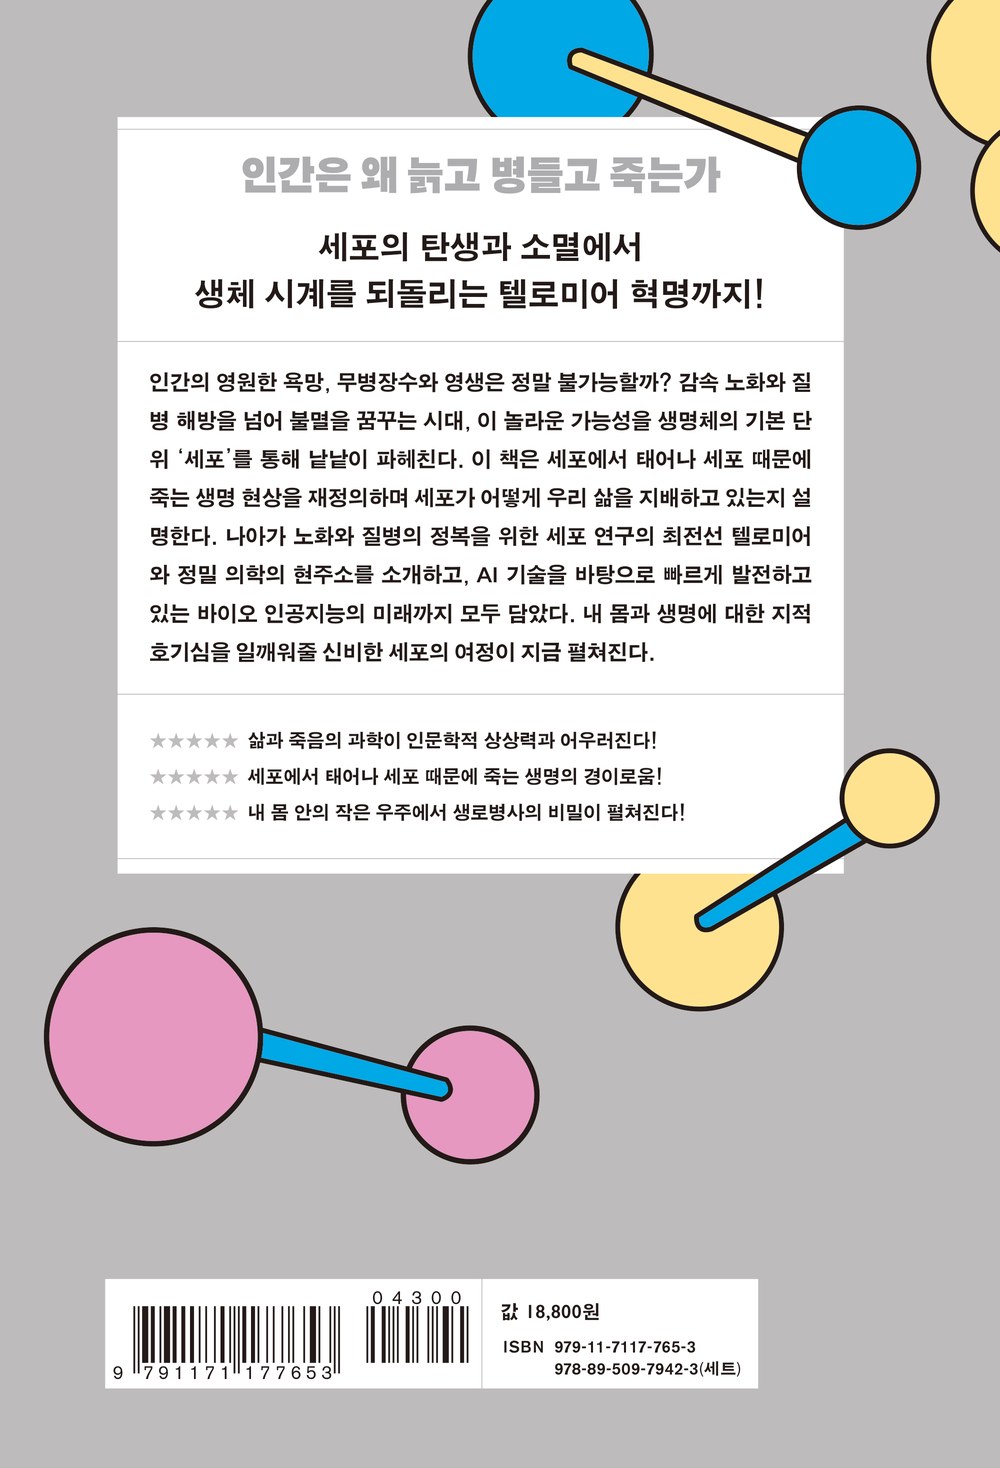 인간은 왜 늙고 병들고 죽는가
세포의 탄생과 소멸에서
생체 시계를 되돌리는 텔로미어 혁명까지!
인간의 영원한 욕망, 무병장수와 영생은 정말 불가능할까? 감속 노화와 질
병 해방을 넘어 불멸을 꿈꾸는 시대, 이 놀라운 가능성을 생명체의 기본 단
위 ‘세포’를 통해 낱낱이 파헤친다. 이 책은 세포에서 태어나 세포 때문에
죽는 생명 현상을 재정의하며 세포가 어떻게 우리 삶을 지배하고 있는지 설
명한다. 나아가 노화와 질병의 정복을 위한 세포 연구의 최전선 텔로미어
와 정밀 의학의 현주소를 소개하고, AI 기술을 바탕으로 빠르게 발전하고
있는 바이오 인공지능의 미래까지 모두 담았다. 내 몸과 생명에 대한 지적
호기심을 일깨워줄 신비한 세포의 여정이 지금 펼쳐진다.
★★★★★ 삶과 죽음의 과학이 인문학적 상상력과 어우러진다!
★★★★★ 세포에서 태어나 세포 때문에 죽는 생명의 경이로움!
★★★★★ 내 몸 안의 작은 우주에서 생로병사의 비밀이 펼쳐진다!
04300
9 791171 177653
값 18,800원
ISBN 979-11-7117-765-3
978-89-509-7942-3(세트)